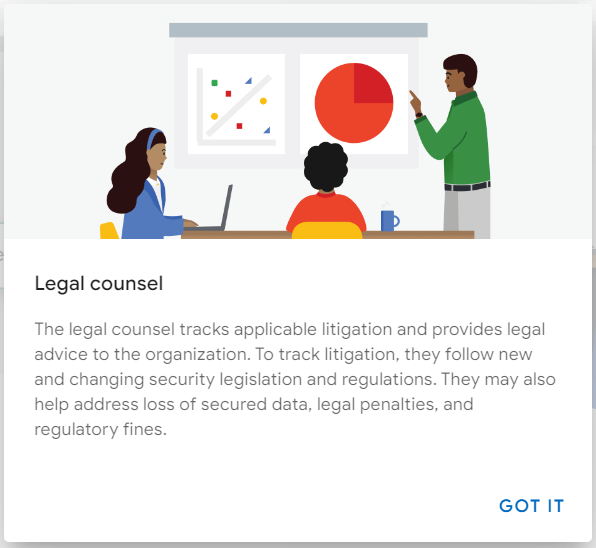 Legal counsel
The legal counsel tracks applicable litigation and provides legal
advice to the organization. To track litigation, they follow new
and changing security legislation and regulations. They may also
help address loss of secured data, legal penalties, and
regulatory fines.
GOT IT